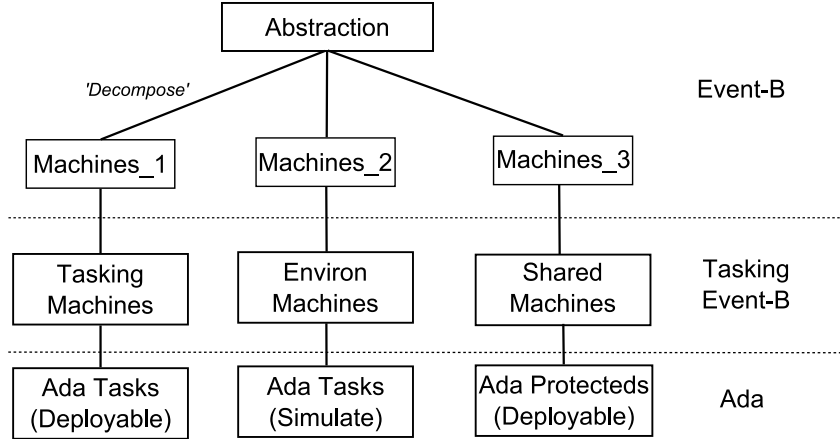 Abstraction
'Decompose'
Event-B
Machines_1
Machines_2
Machines_3
Tasking
Machines
Environ
Machines
Shared
Machines
Tasking
Event-B
Ada Tasks
(Deployable)
Ada Tasks
(Simulate)
Ada Protecteds
(Deployable)
Ada